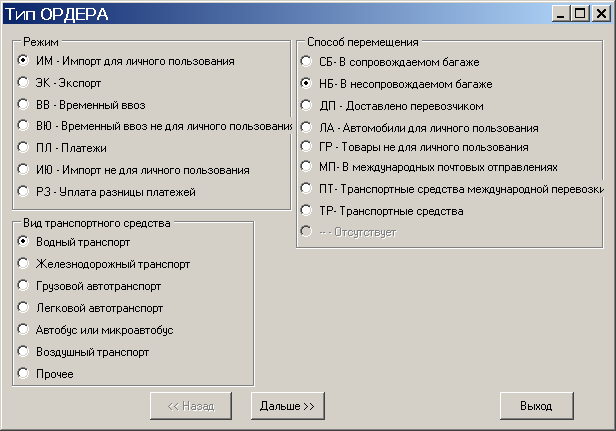 Тип ОРДЕРА
Режим
ИМ - Импорт для личного пользования
ЭК - Экспорт
ВВ - Временный ввоз
ВЮ - Временный ввоз не для личного пользования
ПЛ - Платежи
ИЮ - Импорт не для личного пользования
РЗ - Уплата разницы платежей
Способ перемещения
СБ- В сопровождаемом багаже
НБ- В несопровождаемом багаже
ДП - Доставлено перевозчиком
ЛА - Автомобили для личного пользования
ГР - Товары не для личного пользования
МП- В международных почтовых отправлениях
ПТ- Транспортные средства международной перевозки
ТР- Транспортные средства
-- - Отсутствует
Вид транспортного средства
Водный транспорт
Железнодорожный транспорт
Грузовой автотранспорт
Легковой автотранспорт
Автобус или микроавтобус
Воздушный транспорт
Прочее
<< Назад
Дальше >>
Выход